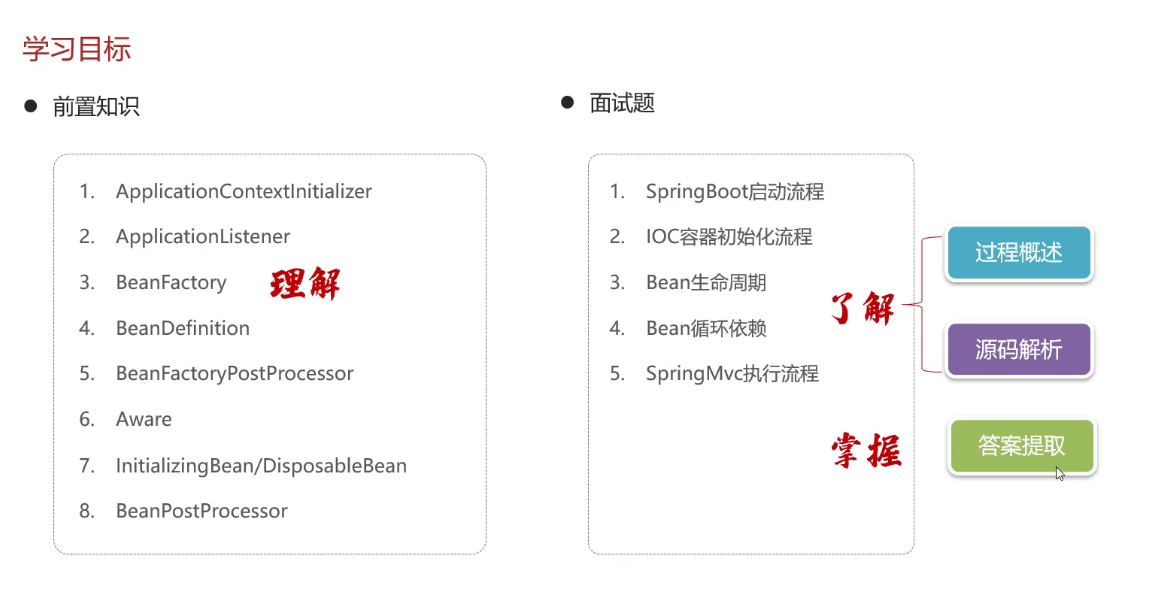 学习目标
● 前置知识
1. ApplicationContextInitializer
2. ApplicationListener
3. BeanFactory
4. BeanDefinition
5. BeanFactoryPostProcessor
6. Aware
7. InitializingBean/DisposableBean
8. BeanPostProcessor
理解
● 面试题
1. SpringBoot启动流程
2. IOC容器初始化流程
3. Bean生命周期
4. Bean循环依赖
5. SpringMvc执行流程
了解
过程概述
源码解析
掌握
答案提取